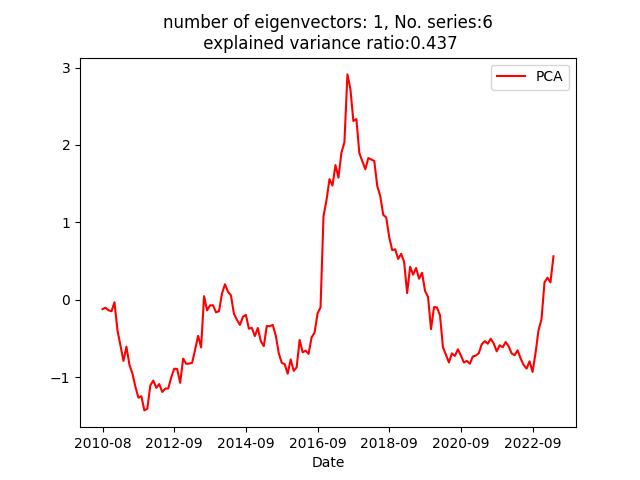 number of eigenvectors: 1, No. series:6
explained variance ratio:0.437
PCA
3
2
1
0
−1
2010-08 2012-09 2014-09 2016-09 2018-09 2020-09 2022-09
Date